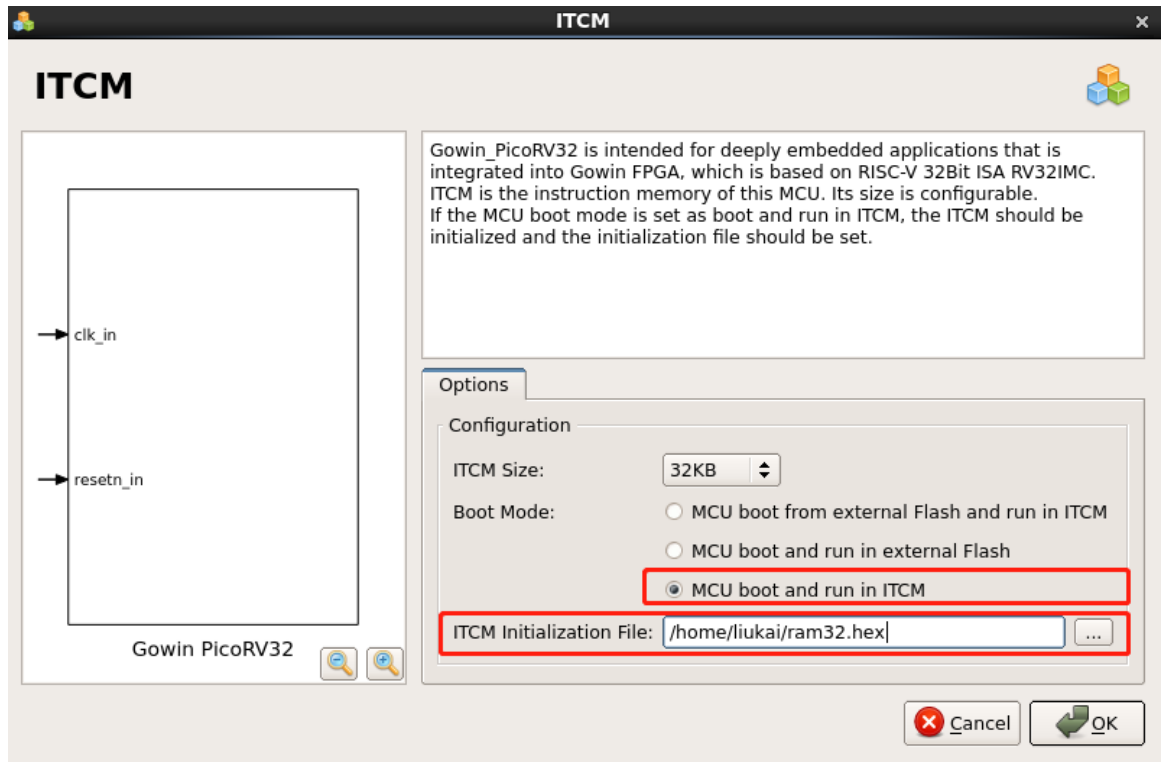 ITCM
ITCM
clk_in
resetn_in
Gowin PicoRV32
Gowin_PicoRV32 is intended for deeply embedded applications that is
integrated into Gowin FPGA, which is based on RISC-V 32Bit ISA RV32IMC.
ITCM is the instruction memory of this MCU. Its size is configurable.
If the MCU boot mode is set as boot and run in ITCM, the ITCM should be
initialized and the initialization file should be set.
Options
Configuration
ITCM Size: 32KB
Boot Mode: MCU boot from external Flash and run in ITCM
MCU boot and run in external Flash
MCU boot and run in ITCM
ITCM Initialization File: /home/liukai/ram32.hex ...
Cancel OK